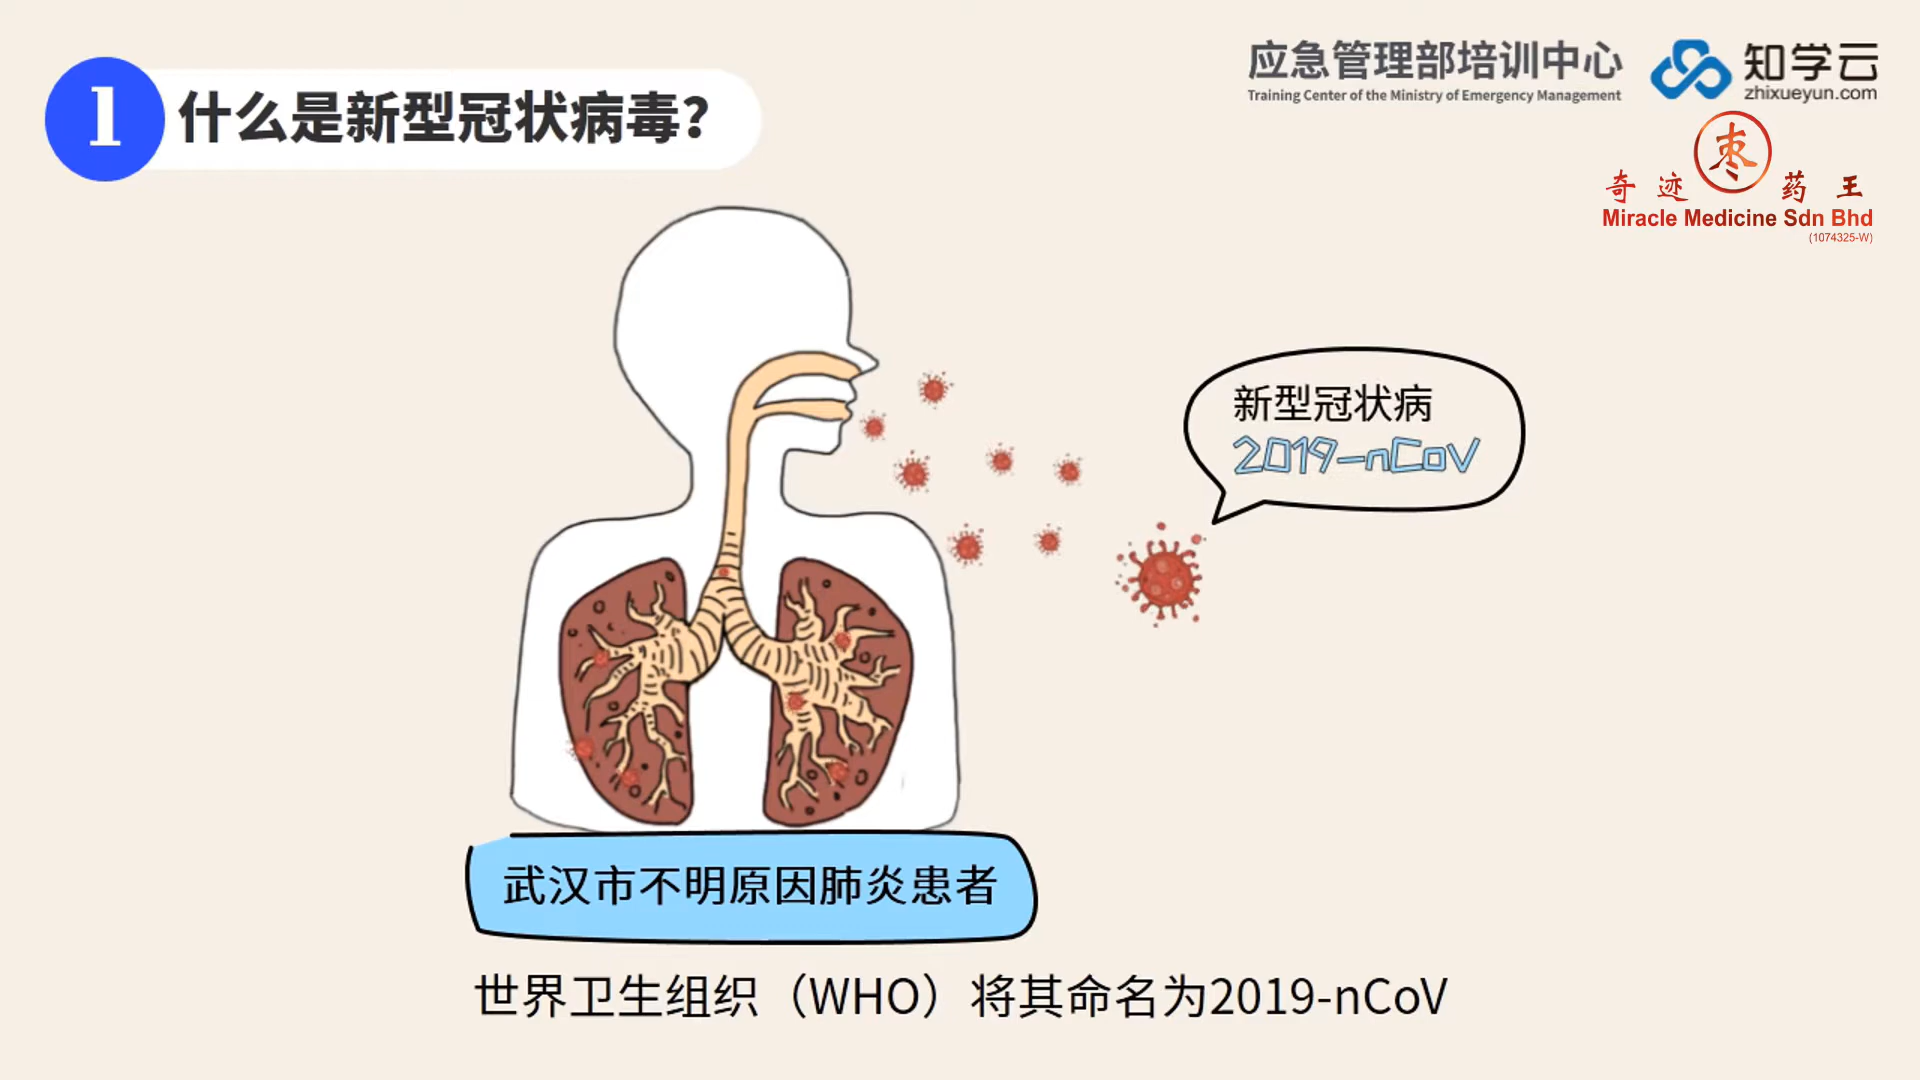 1
什么是新型冠状病毒?
应急管理部培训中心
Training Center of the Ministry of Emergency Management
知学云
zhixueyun.com
枣
奇迹药王
Miracle Medicine Sdn Bhd
(1074325-W)
新型冠状病
2019-nCoV
武汉市不明原因肺炎患者
世界卫生组织（WHO）将其命名为2019-nCoV